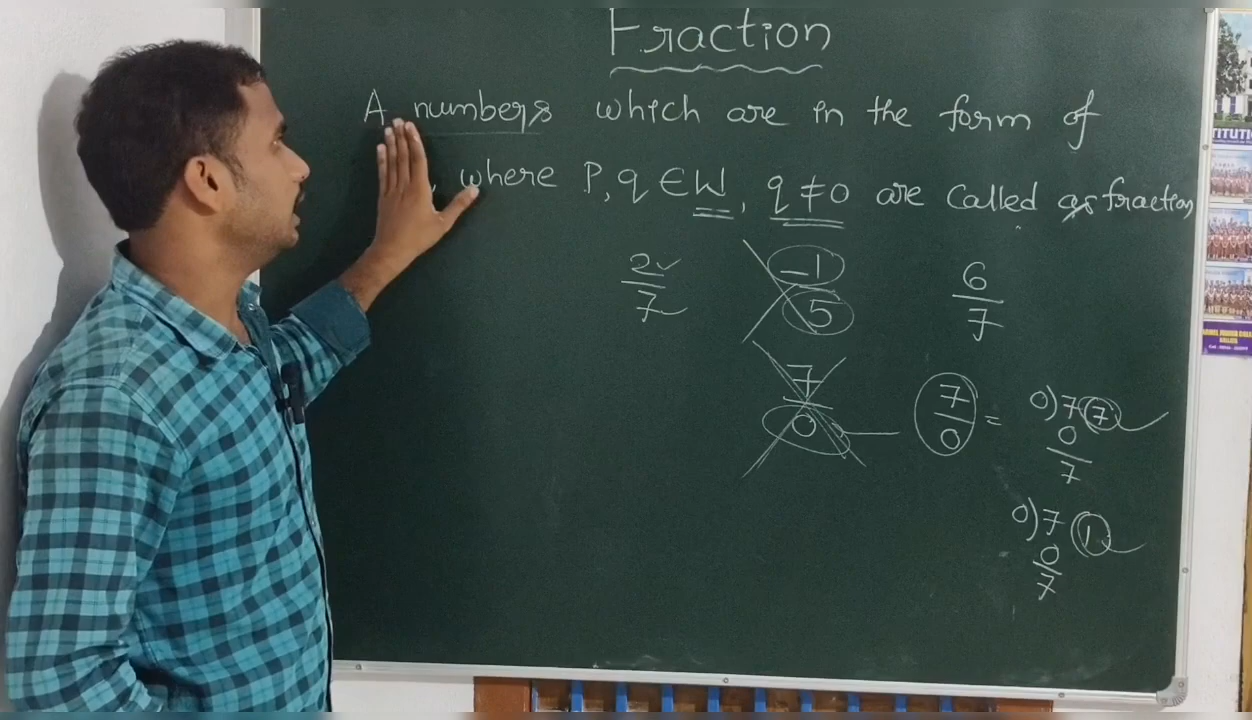 Fraction
A numbers which are in the form of
, where P, q ∈ W, q ≠ 0 are called as fraction
2/7 -1/5 6/7
7/0 7/0 = 0)7(7
0
7
0)7(1
0
7